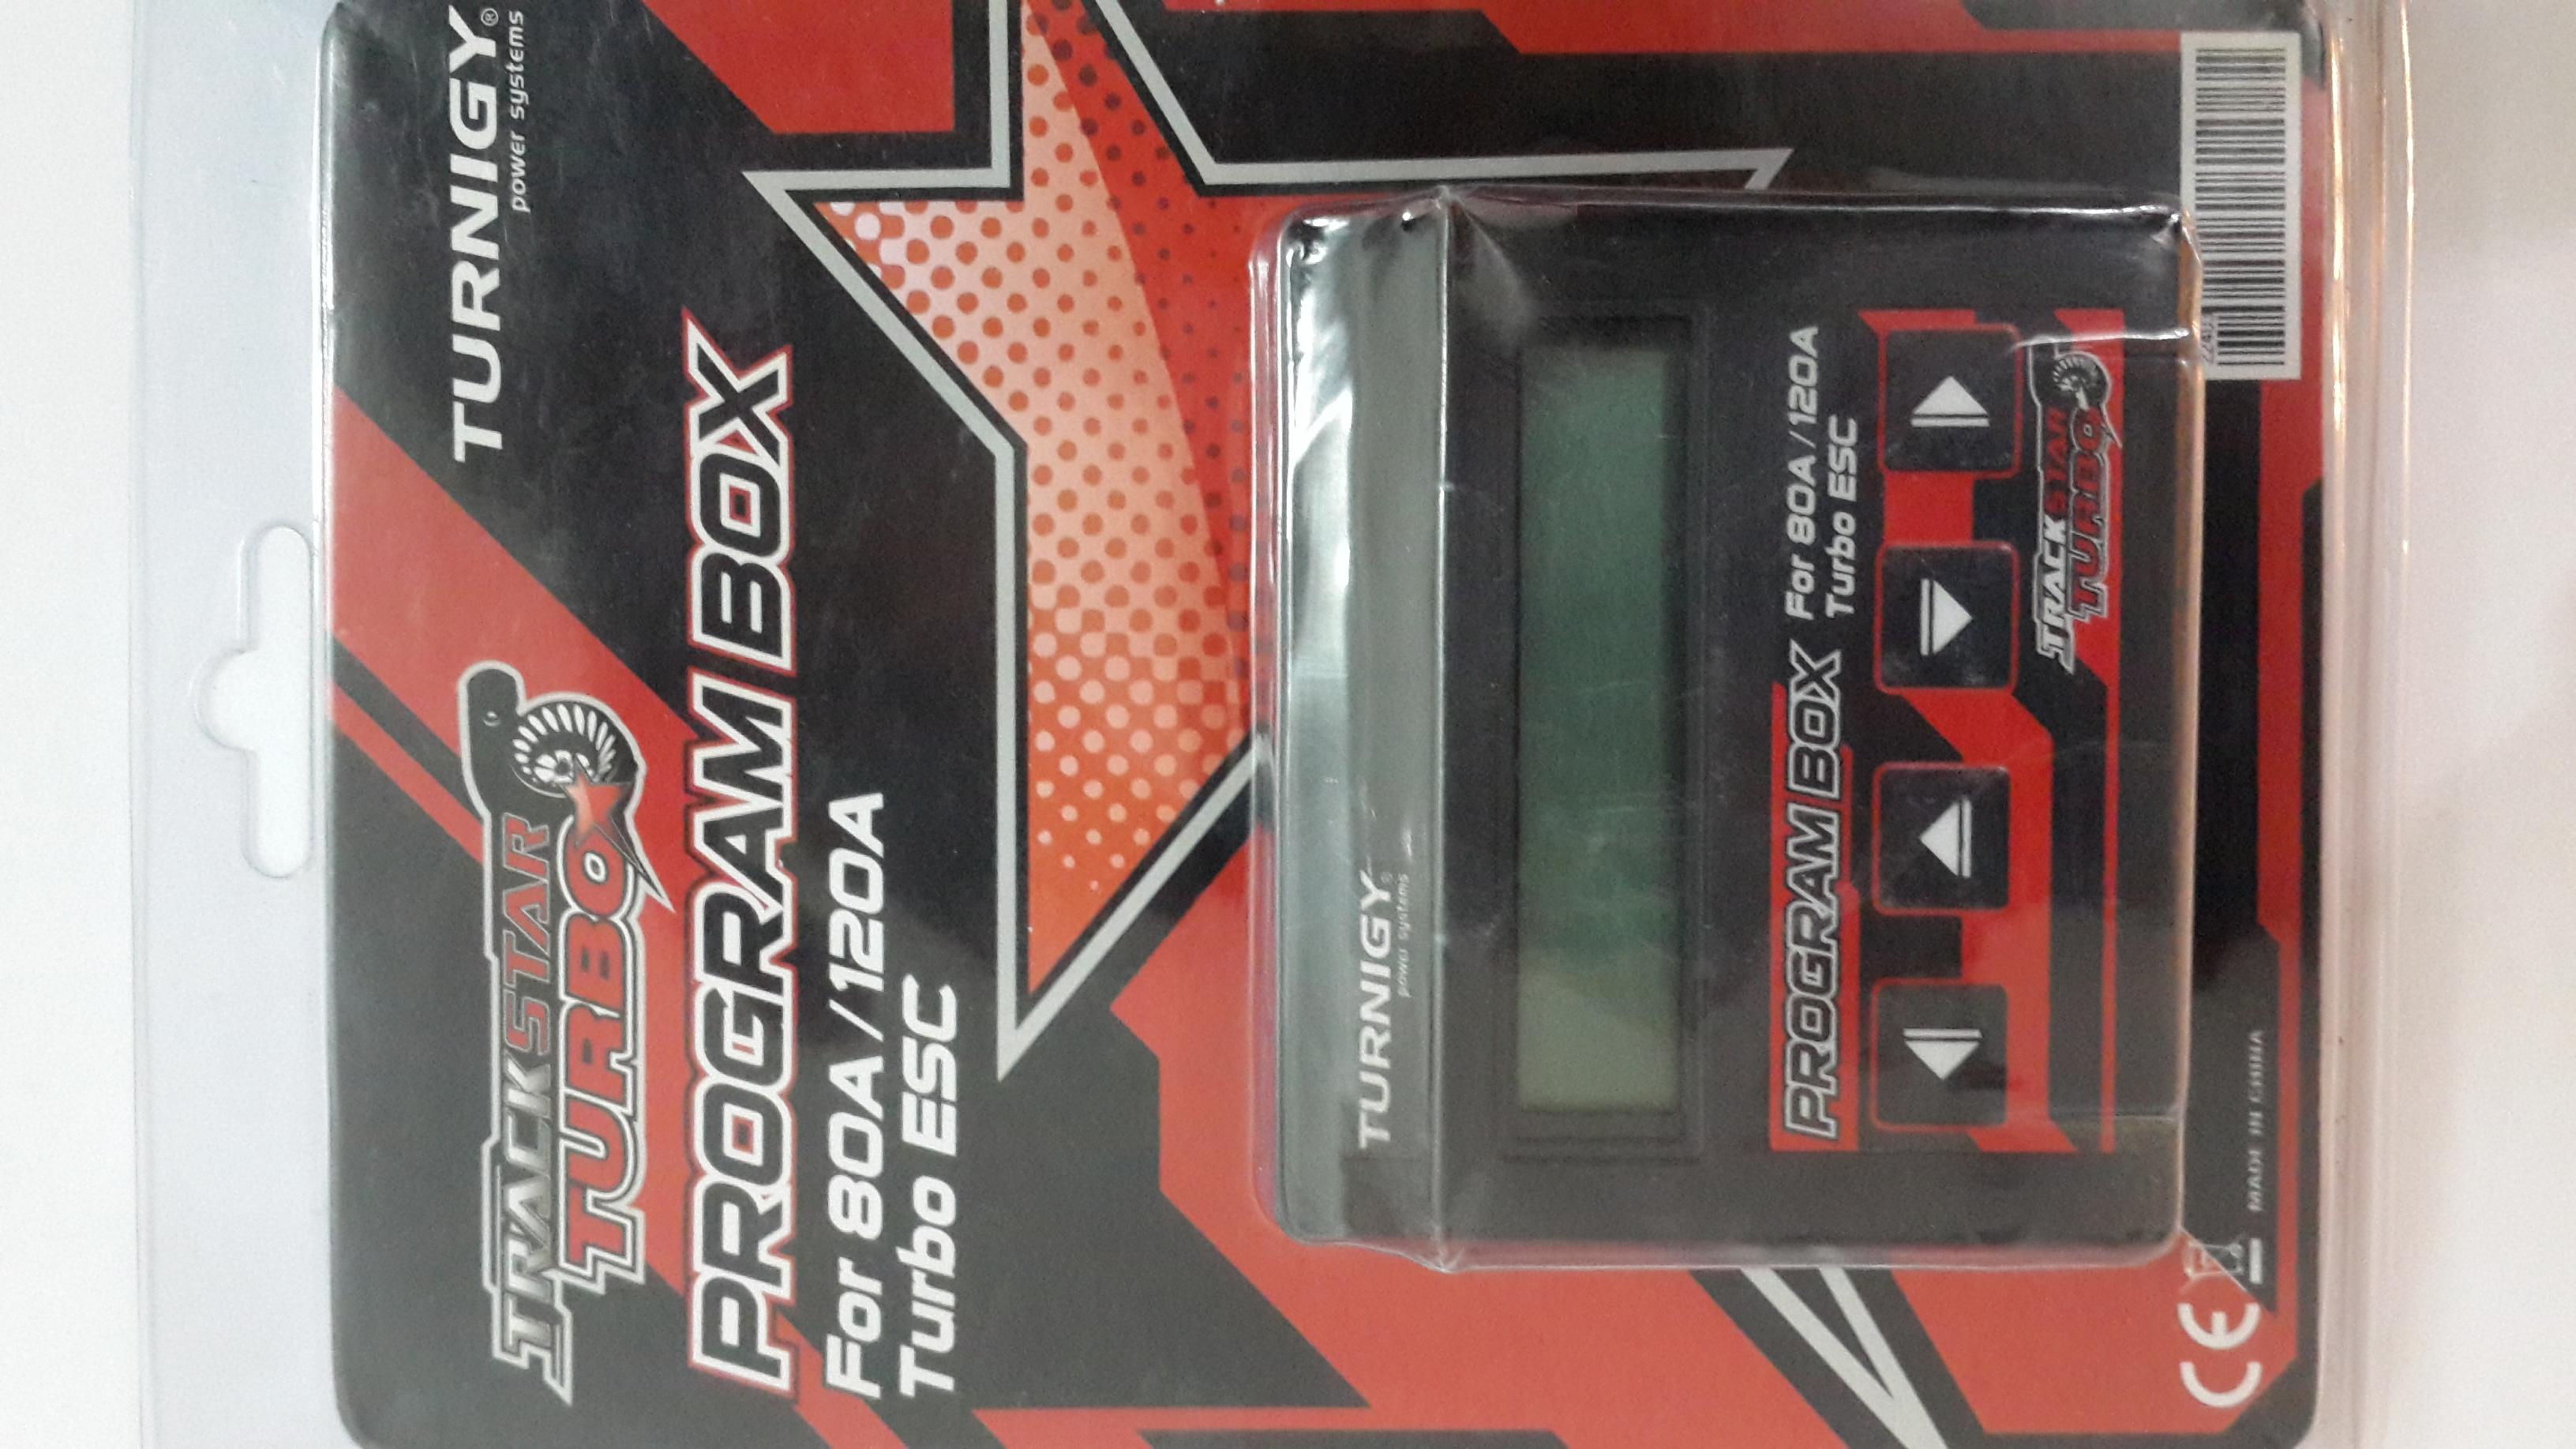 TURNIGY®
power systems
TRACKSTAR
TURBO
PROGRAM BOX
For 80A/120A
Turbo ESC
TURNIGY®
power systems
PROGRAM BOX For 80A/120A
Turbo ESC
TRACKSTAR
TURBO
CE
MADE IN CHINA